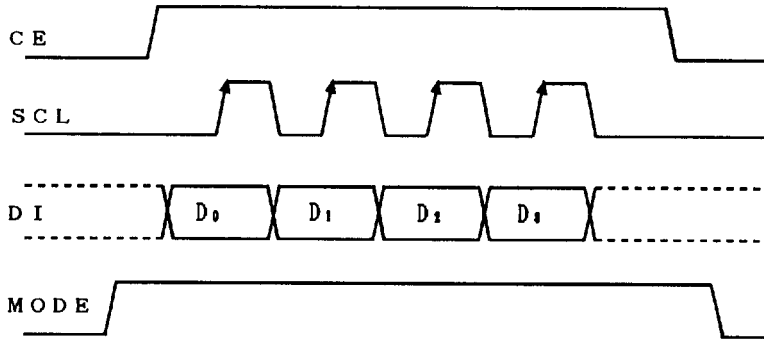 CE
SCL
DI D₀ D₁ D₂ D₃
MODE